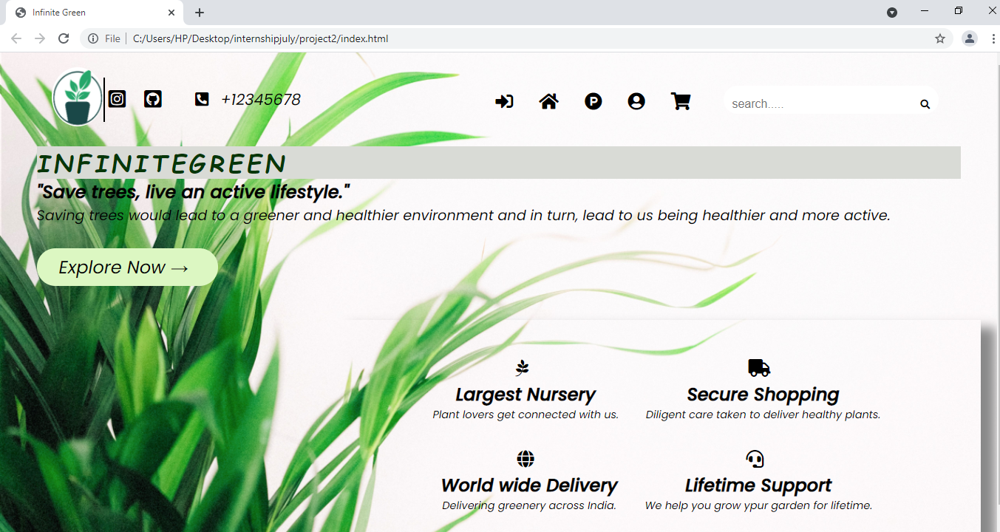 Infinite Green
File
C:/Users/HP/Desktop/internshipjuly/project2/index.html
+12345678
P
search.....
INFINITEGREEN
"Save trees, live an active lifestyle."
Saving trees would lead to a greener and healthier environment and in turn, lead to us being healthier and more active.
Explore Now →
Largest Nursery
Plant lovers get connected with us.
Secure Shopping
Diligent care taken to deliver healthy plants.
World wide Delivery
Delivering greenery across India.
Lifetime Support
We help you grow ypur garden for lifetime.